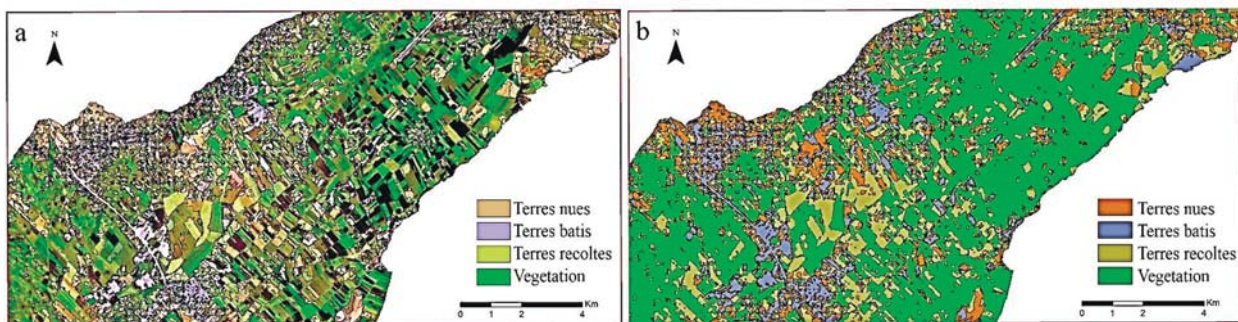 a
N
Terres nues
Terres batis
Terres recoltes
Vegetation
Km
0 1 2 4
b
N
Terres nues
Terres batis
Terres recoltes
Vegetation
Km
0 1 2 4